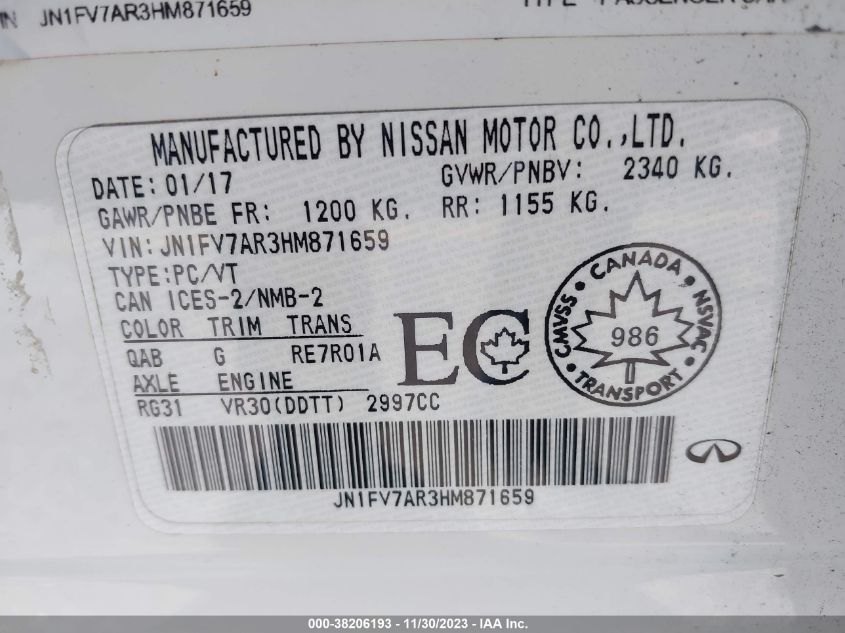 JN1FV7AR3HM871659
MANUFACTURED BY NISSAN MOTOR CO.,LTD.
DATE:01/17 GVWR/PNBV: 2340 KG.
GAWR/PNBE FR: 1200 KG. RR: 1155 KG.
VIN:JN1FV7AR3HM871659
TYPE:PC/VT
CAN ICES-2/NMB-2
COLOR TRIM TRANS
QAB G RE7R01A
AXLE ENGINE
RG31 VR30(DDTT) 2997CC
EC
CANADA
CMVSS 986 NSVAC
TRANSPORT
JN1FV7AR3HM871659
000-38206193 - 11/30/2023 - IAA Inc.